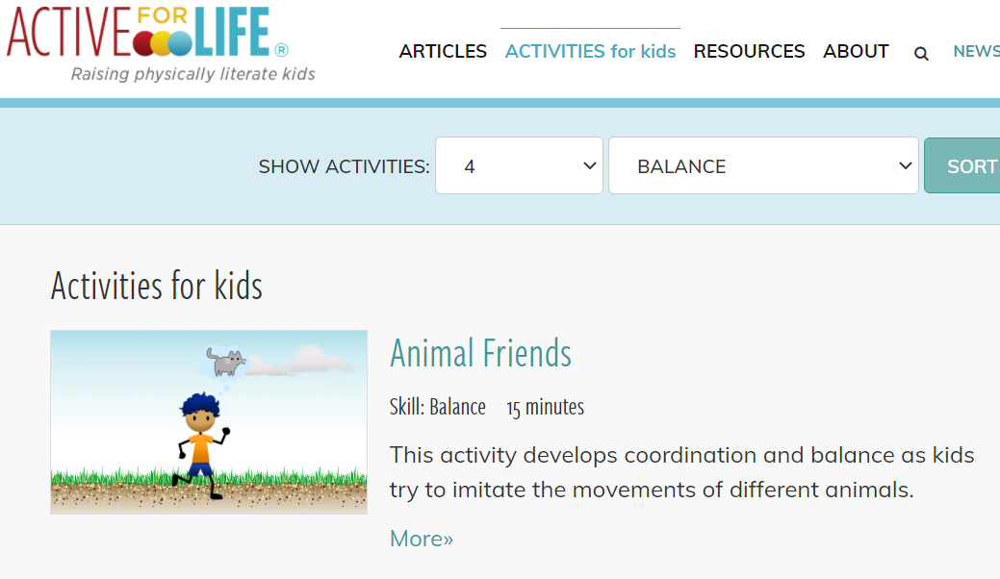 ACTIVE FOR LIFE®
Raising physically literate kids
ARTICLES ACTIVITIES for kids RESOURCES ABOUT NEWS
SHOW ACTIVITIES: 4 BALANCE SORT
Activities for kids
Animal Friends
Skill: Balance 15 minutes
This activity develops coordination and balance as kids
try to imitate the movements of different animals.
More»